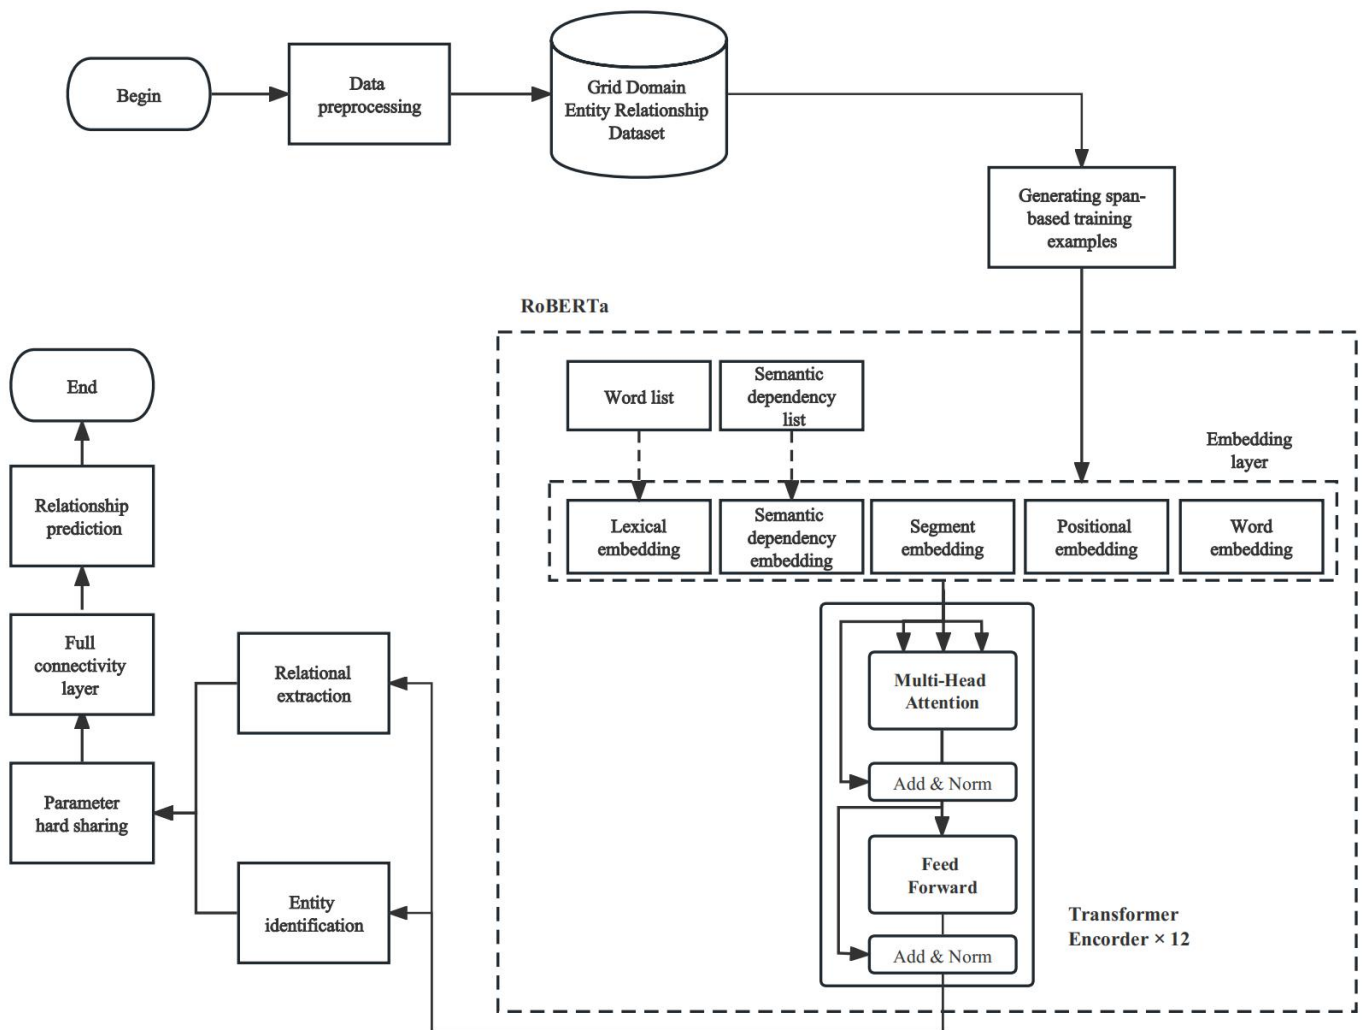 Begin
Data
preprocessing
Grid Domain
Entity Relationship
Dataset
Generating span-
based training
examples
RoBERTa
Word list
Semantic
dependency
list
Embedding
layer
Lexical
embedding
Semantic
dependency
embedding
Segment
embedding
Positional
embedding
Word
embedding
Multi-Head
Attention
Add & Norm
Feed
Forward
Add & Norm
Transformer
Encorder × 12
Relational
extraction
Entity
identification
Parameter
hard sharing
Full
connectivity
layer
Relationship
prediction
End